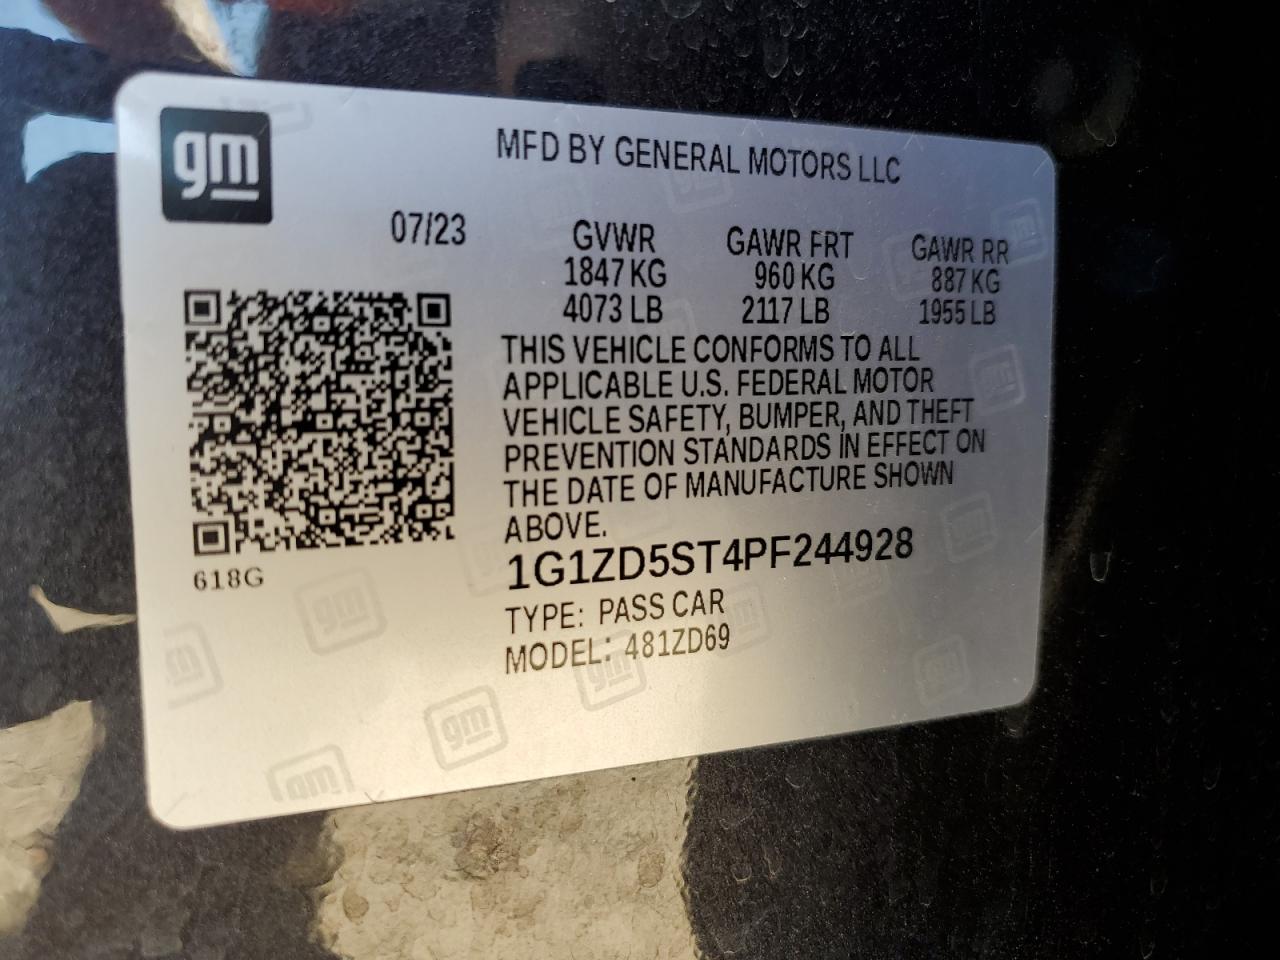 gm
MFD BY GENERAL MOTORS LLC
07/23
GVWR GAWR FRT GAWR RR
1847 KG 960 KG 887 KG
4073 LB 2117 LB 1955 LB
THIS VEHICLE CONFORMS TO ALL
APPLICABLE U.S. FEDERAL MOTOR
VEHICLE SAFETY, BUMPER, AND THEFT
PREVENTION STANDARDS IN EFFECT ON
THE DATE OF MANUFACTURE SHOWN
ABOVE.
618G
1G1ZD5ST4PF244928
TYPE: PASS CAR
MODEL: 481ZD69